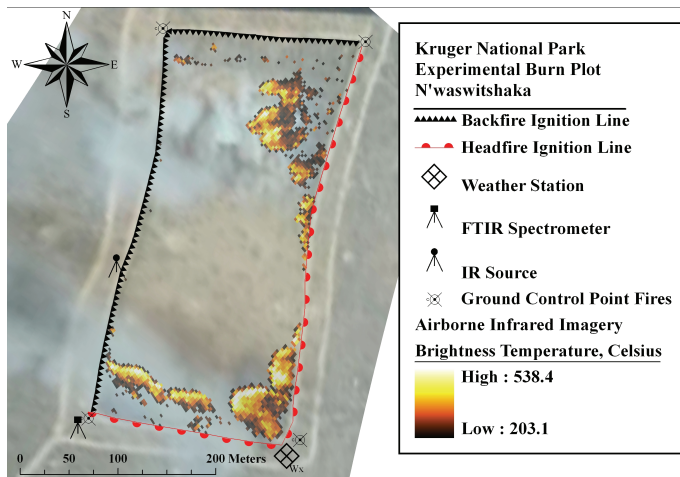 N
W
E
S
0
50
100
200 Meters
Wx
Kruger National Park
Experimental Burn Plot
N'waswitshaka
Backfire Ignition Line
Headfire Ignition Line
Weather Station
FTIR Spectrometer
IR Source
Ground Control Point Fires
Airborne Infrared Imagery
Brightness Temperature, Celsius
High : 538.4
Low : 203.1